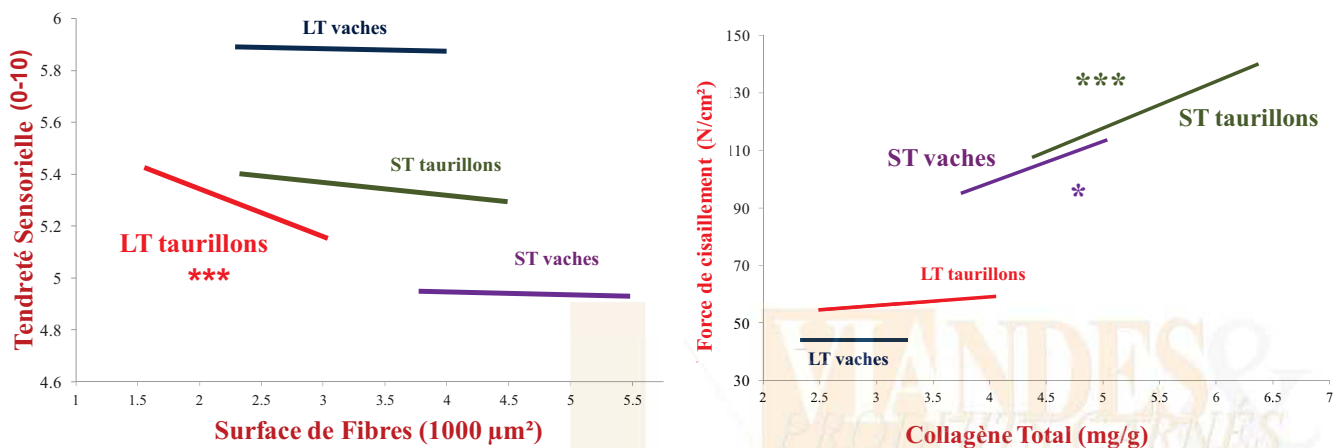 Tendreté Sensorielle (0-10)
6
5.8
5.6
5.4
5.2
5
4.8
4.6
LT vaches
ST taurillons
LT taurillons
***
ST vaches
1 1.5 2 2.5 3 3.5 4 4.5 5 5.5
Surface de Fibres (1000 µm²)
Force de cisaillement (N/cm²)
150
130
110
90
70
50
30
***
ST taurillons
ST vaches
*
LT taurillons
LT vaches
2 2.5 3 3.5 4 4.5 5 5.5 6 6.5 7
Collagène Total (mg/g)
VIANDES &